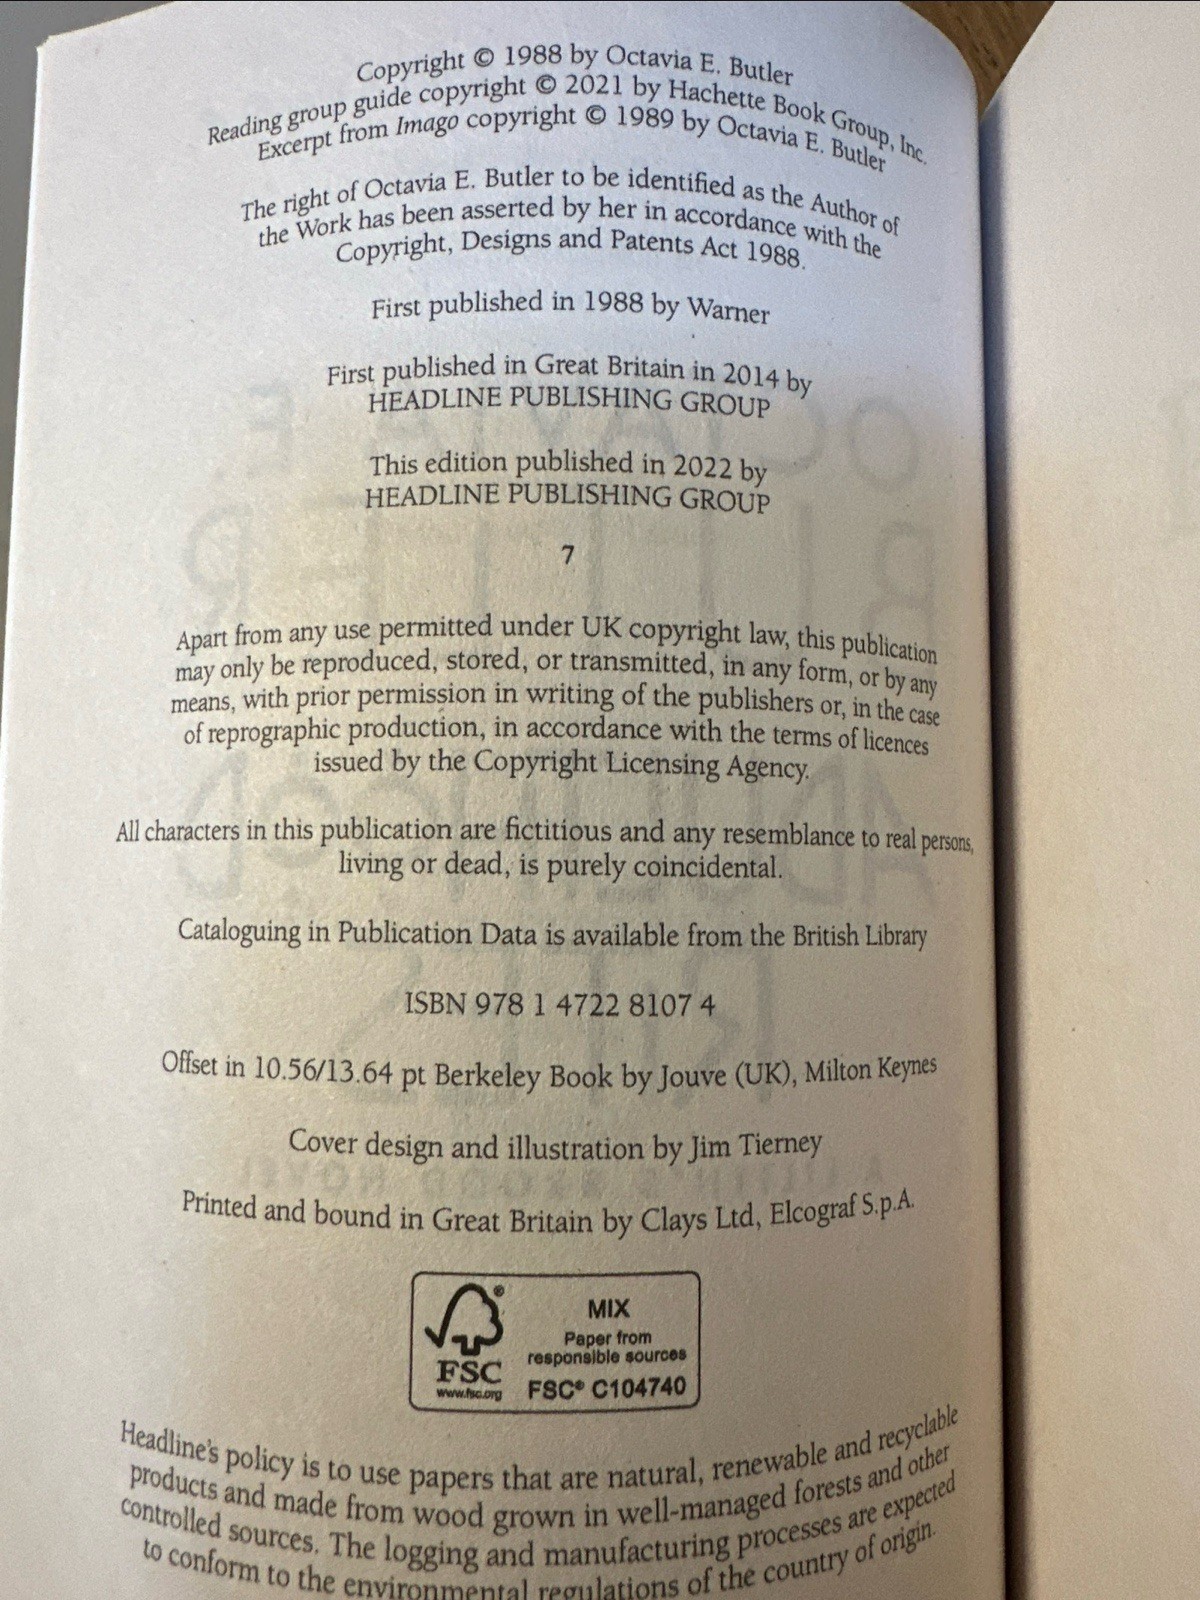 Copyright © 1988 by Octavia E. Butler
Reading group guide copyright © 2021 by Hachette Book Group, Inc.
Excerpt from Imago copyright © 1989 by Octavia E. Butler
The right of Octavia E. Butler to be identified as the Author of
the Work has been asserted by her in accordance with the
Copyright, Designs and Patents Act 1988.
First published in 1988 by Warner
First published in Great Britain in 2014 by
HEADLINE PUBLISHING GROUP
This edition published in 2022 by
HEADLINE PUBLISHING GROUP
7
Apart from any use permitted under UK copyright law, this publication
may only be reproduced, stored, or transmitted, in any form, or by any
means, with prior permission in writing of the publishers or, in the case
of reprographic production, in accordance with the terms of licences
issued by the Copyright Licensing Agency.
All characters in this publication are fictitious and any resemblance to real persons,
living or dead, is purely coincidental.
Cataloguing in Publication Data is available from the British Library
ISBN 978 1 4722 8107 4
Offset in 10.56/13.64 pt Berkeley Book by Jouve (UK), Milton Keynes
Cover design and illustration by Jim Tierney
Printed and bound in Great Britain by Clays Ltd, Elcograf S.p.A.
®
FSC
www.fsc.org
MIX
Paper from
responsible sources
FSC® C104740
Headline's policy is to use papers that are natural, renewable and recyclable
products and made from wood grown in well-managed forests and other
controlled sources. The logging and manufacturing processes are expected
to conform to the environmental regulations of the country of origin.